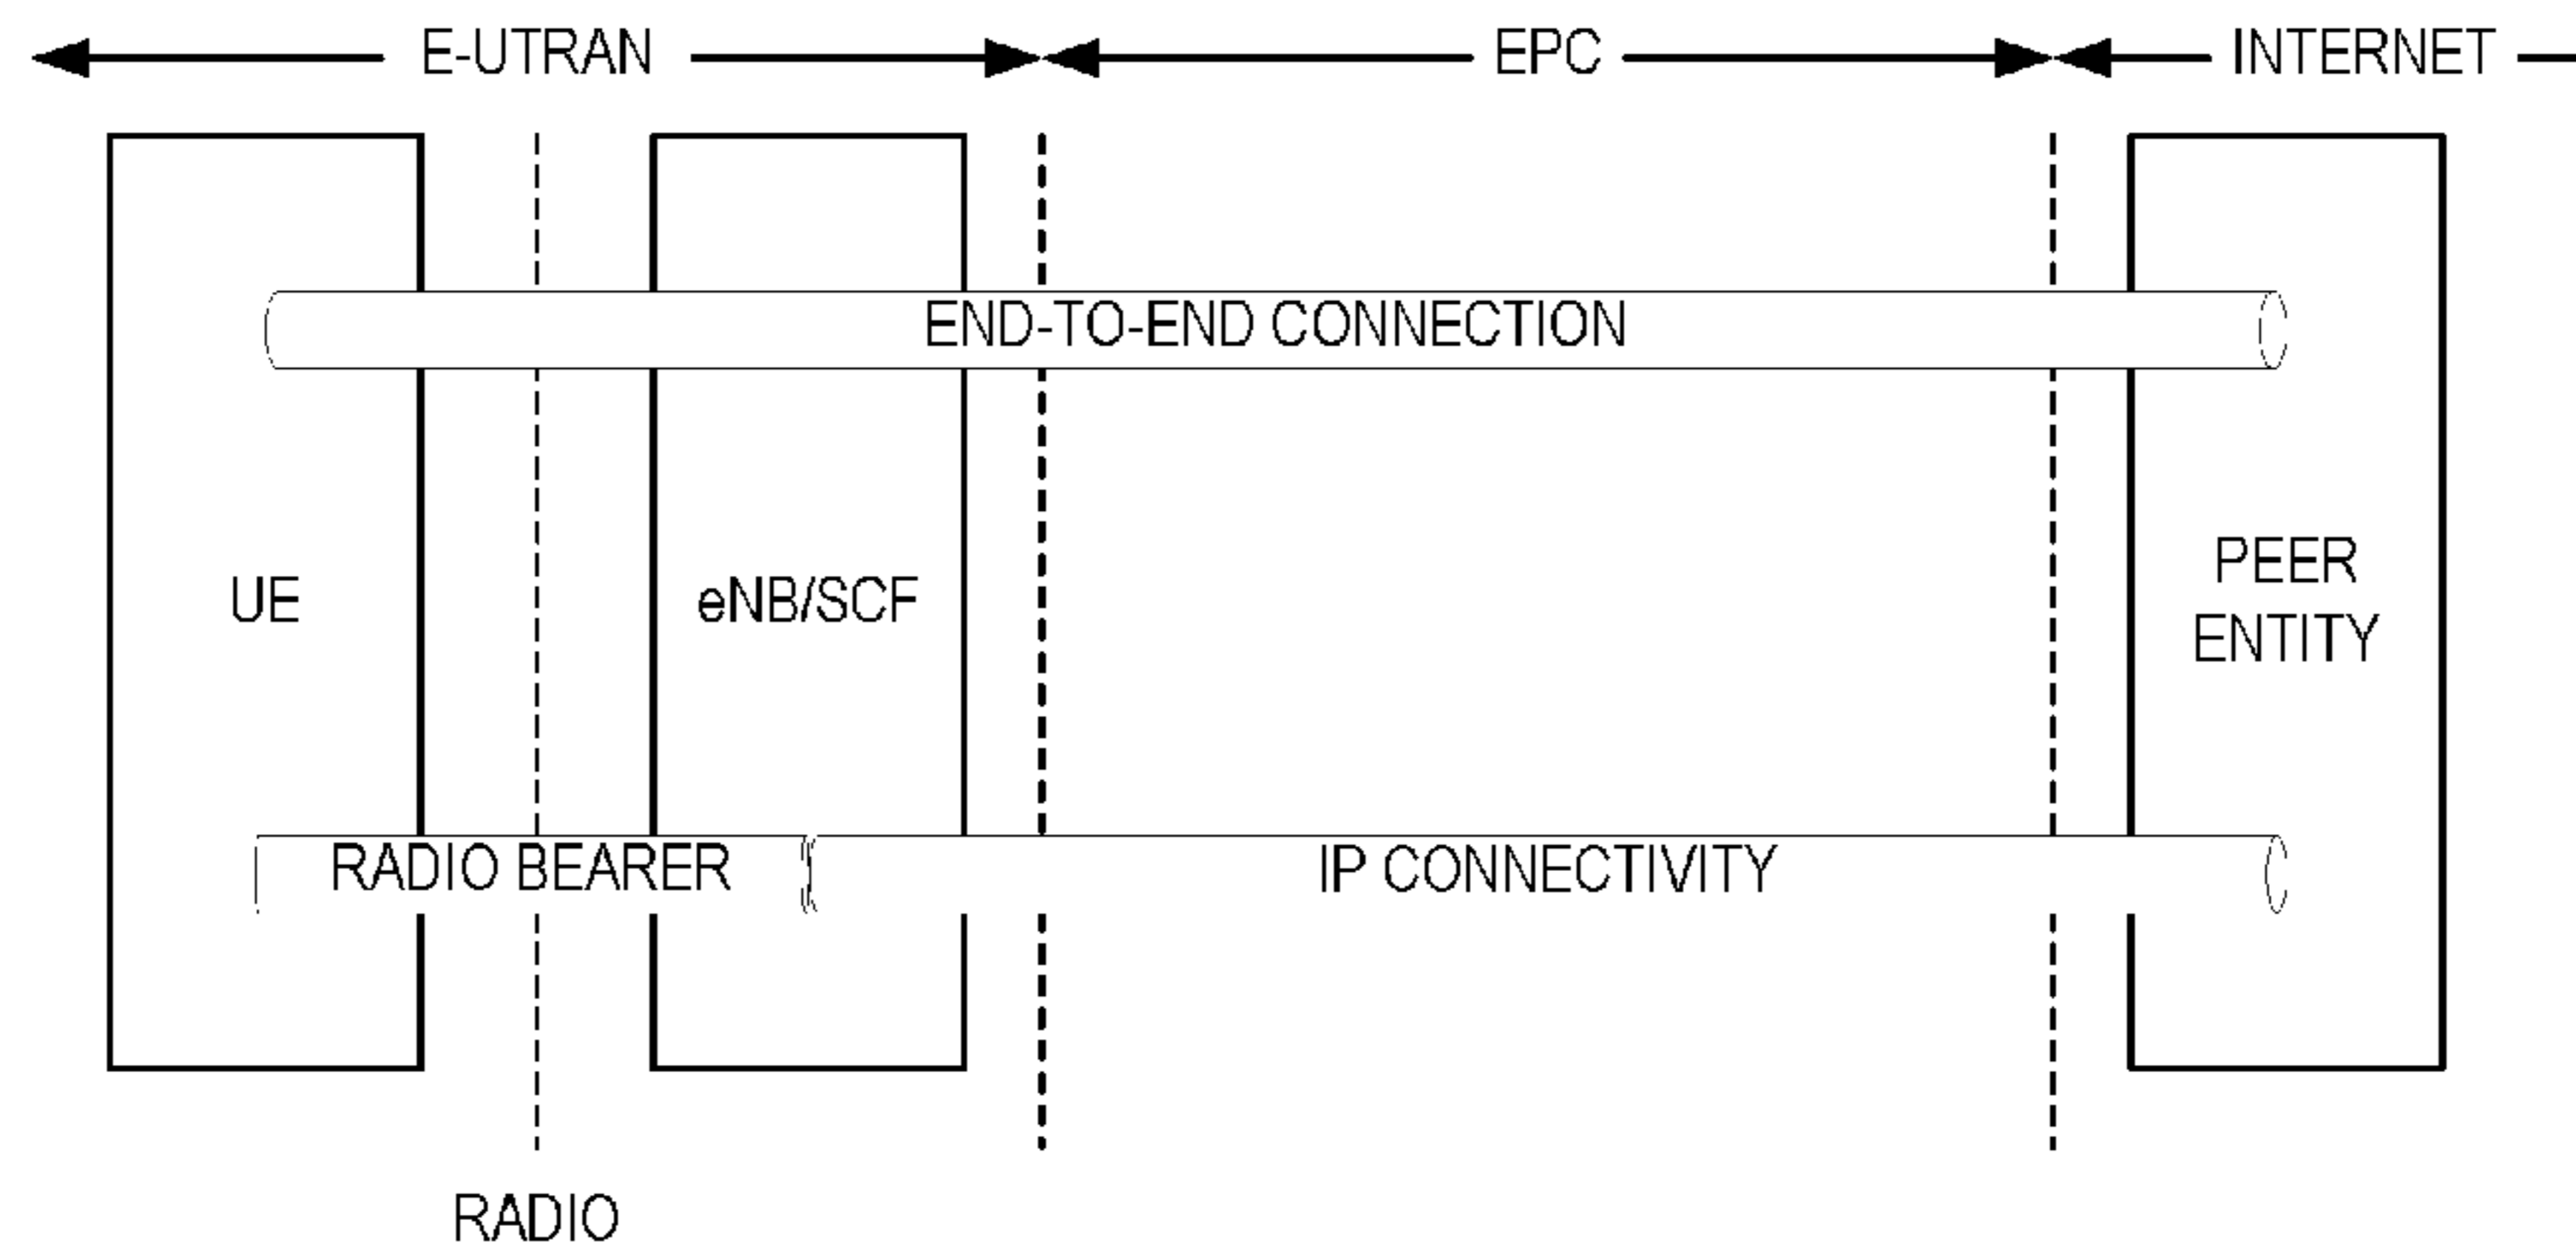 E-UTRAN EPC INTERNET
END-TO-END CONNECTION
UE eNB/SCF PEER
ENTITY
RADIO BEARER IP CONNECTIVITY
RADIO